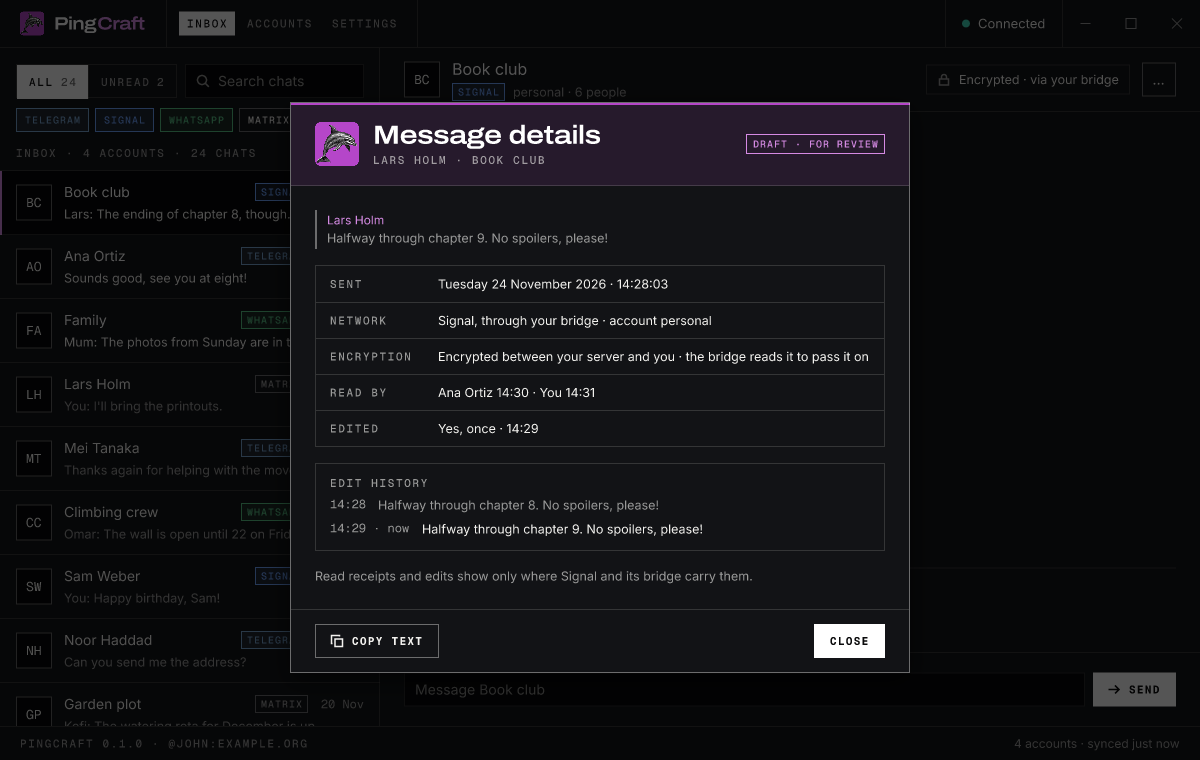 PingCraft
INBOX ACCOUNTS SETTINGS
Connected
ALL 24 UNREAD 2
Search chats
TELEGRAM SIGNAL WHATSAPP MATRIX
INBOX · 4 ACCOUNTS · 24 CHATS
BC
Book club
Lars: The ending of chapter 8, though.
AO
Ana Ortiz
Sounds good, see you at eight!
FA
Family
Mum: The photos from Sunday are in t
LH
Lars Holm
You: I'll bring the printouts.
MT
Mei Tanaka
Thanks again for helping with the mov
CC
Climbing crew
Omar: The wall is open until 22 on Frid
SW
Sam Weber
You: Happy birthday, Sam!
NH
Noor Haddad
Can you send me the address?
GP
Garden plot MATRIX 20 Nov
BC
Book club
SIGNAL personal · 6 people
Encrypted · via your bridge
...
Message details
LARS HOLM · BOOK CLUB
DRAFT · FOR REVIEW
Lars Holm
Halfway through chapter 9. No spoilers, please!
SENT Tuesday 24 November 2026 · 14:28:03
NETWORK Signal, through your bridge · account personal
ENCRYPTION Encrypted between your server and you · the bridge reads it to pass it on
READ BY Ana Ortiz 14:30 · You 14:31
EDITED Yes, once · 14:29
EDIT HISTORY
14:28 Halfway through chapter 8. No spoilers, please!
14:29 · now Halfway through chapter 9. No spoilers, please!
Read receipts and edits show only where Signal and its bridge carry them.
COPY TEXT
CLOSE
Message Book club
SEND
PINGCRAFT 0.1.0 · @JOHN:EXAMPLE.ORG
4 accounts · synced just now